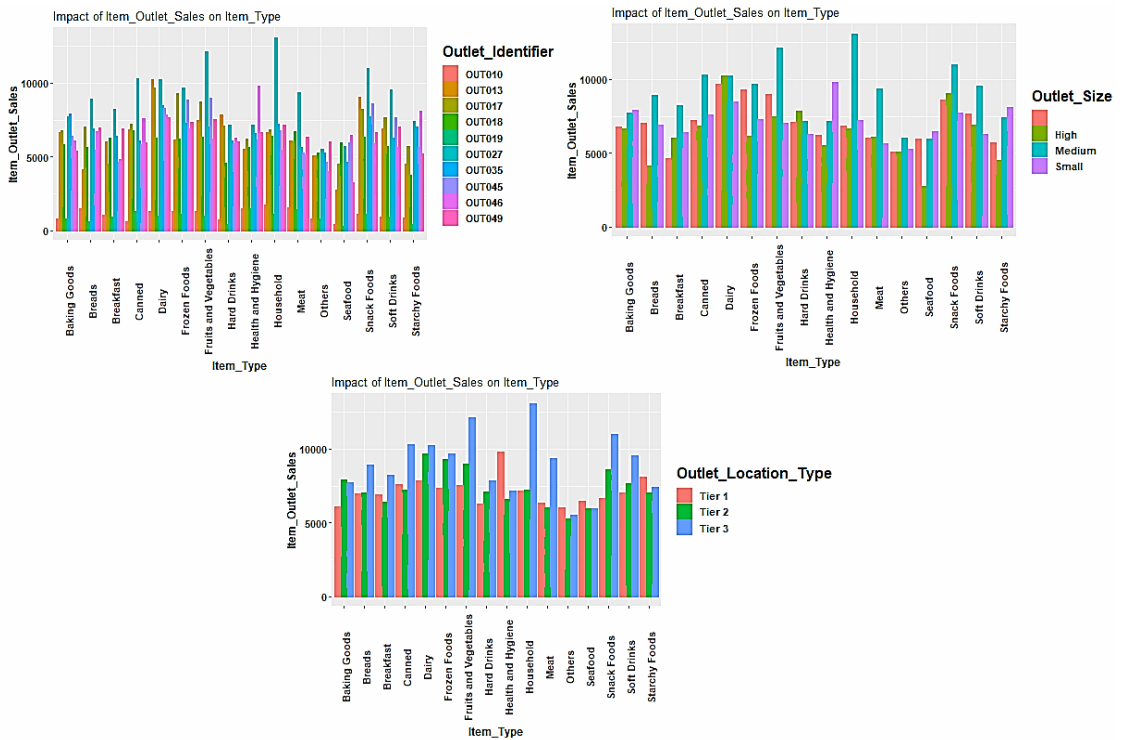 Impact of Item_Outlet_Sales on Item_Type
Item_Outlet_Sales
10000
5000
0
Baking Goods
Breads
Breakfast
Canned
Dairy
Frozen Foods
Fruits and Vegetables
Hard Drinks
Health and Hygiene
Household
Meat
Others
Seafood
Snack Foods
Soft Drinks
Starchy Foods
Item_Type
Outlet_Identifier
OUT010
OUT013
OUT017
OUT018
OUT019
OUT027
OUT035
OUT045
OUT046
OUT049
Impact of Item_Outlet_Sales on Item_Type
Item_Outlet_Sales
10000
5000
0
Baking Goods
Breads
Breakfast
Canned
Dairy
Frozen Foods
Fruits and Vegetables
Hard Drinks
Health and Hygiene
Household
Meat
Others
Seafood
Snack Foods
Soft Drinks
Starchy Foods
Item_Type
Outlet_Size
High
Medium
Small
Impact of Item_Outlet_Sales on Item_Type
Item_Outlet_Sales
10000
5000
0
Baking Goods
Breads
Breakfast
Canned
Dairy
Frozen Foods
Fruits and Vegetables
Hard Drinks
Health and Hygiene
Household
Meat
Others
Seafood
Snack Foods
Soft Drinks
Starchy Foods
Item_Type
Outlet_Location_Type
Tier 1
Tier 2
Tier 3